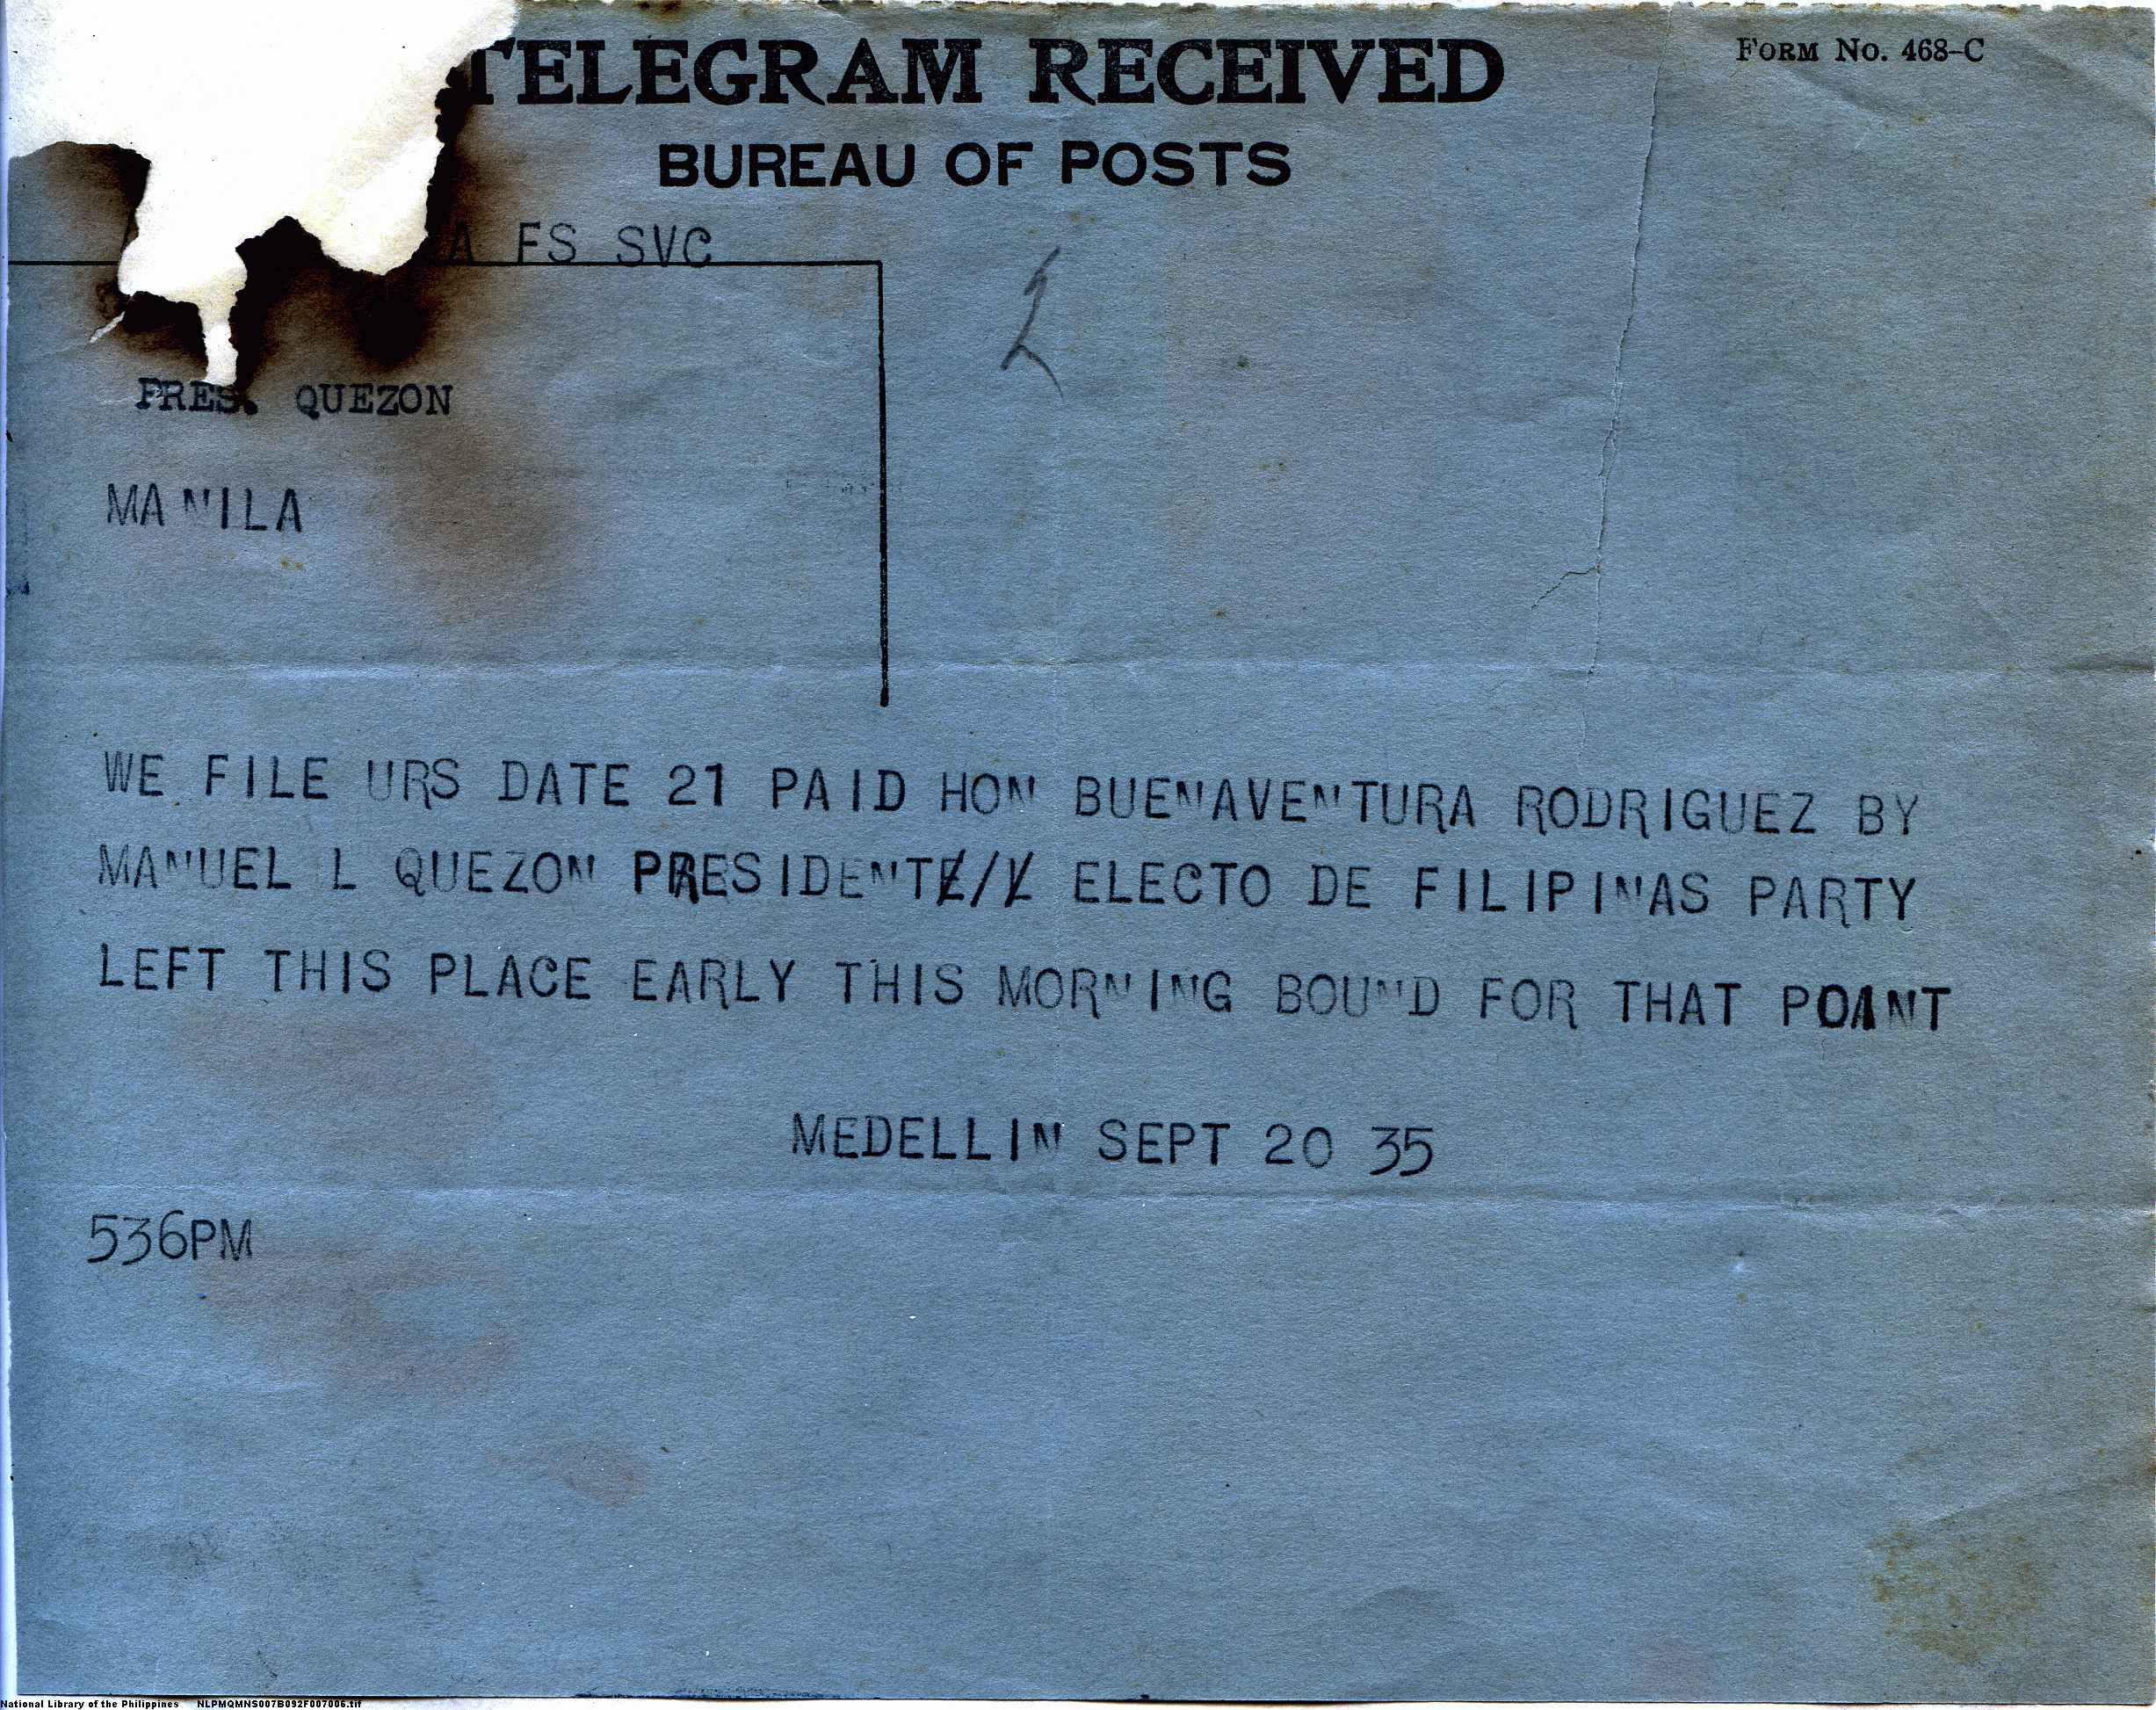 TELEGRAM RECEIVED
FORM NO. 468-C
BUREAU OF POSTS
A FS SVC
PRES. QUEZON
MANILA
WE FILE URS DATE 21 PAID HON BUENAVENTURA RODRIGUEZ BY
MANUEL L QUEZON PRESIDENTE/// ELECTO DE FILIPINAS PARTY
LEFT THIS PLACE EARLY THIS MORNING BOUND FOR THAT POANT
MEDELLIN SEPT 20 35
536PM
National Library of the Philippines NLPMQMNS007B092F007006.tif